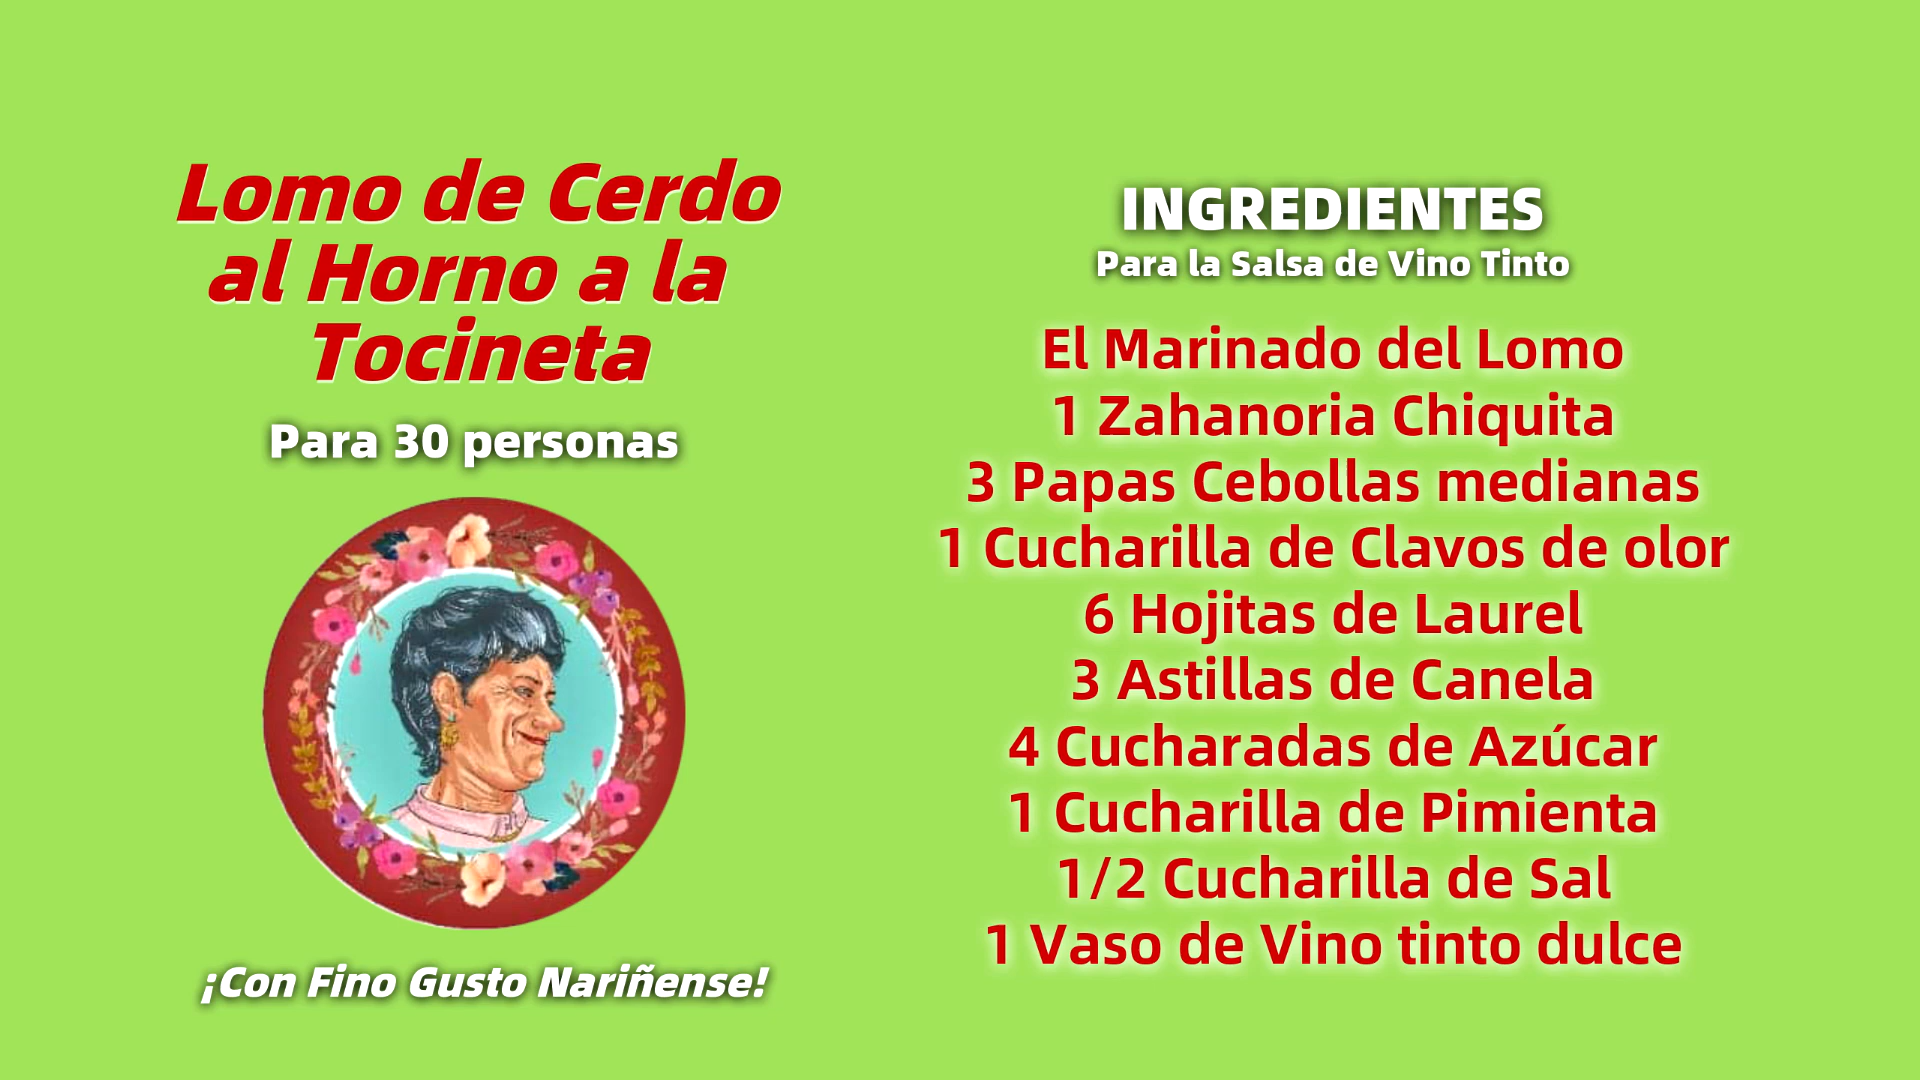 Lomo de Cerdo
al Horno a la
Tocineta
Para 30 personas
¡Con Fino Gusto Nariñense!
INGREDIENTES
Para la Salsa de Vino Tinto
El Marinado del Lomo
1 Zahanoria Chiquita
3 Papas Cebollas medianas
1 Cucharilla de Clavos de olor
6 Hojitas de Laurel
3 Astillas de Canela
4 Cucharadas de Azúcar
1 Cucharilla de Pimienta
1/2 Cucharilla de Sal
1 Vaso de Vino tinto dulce